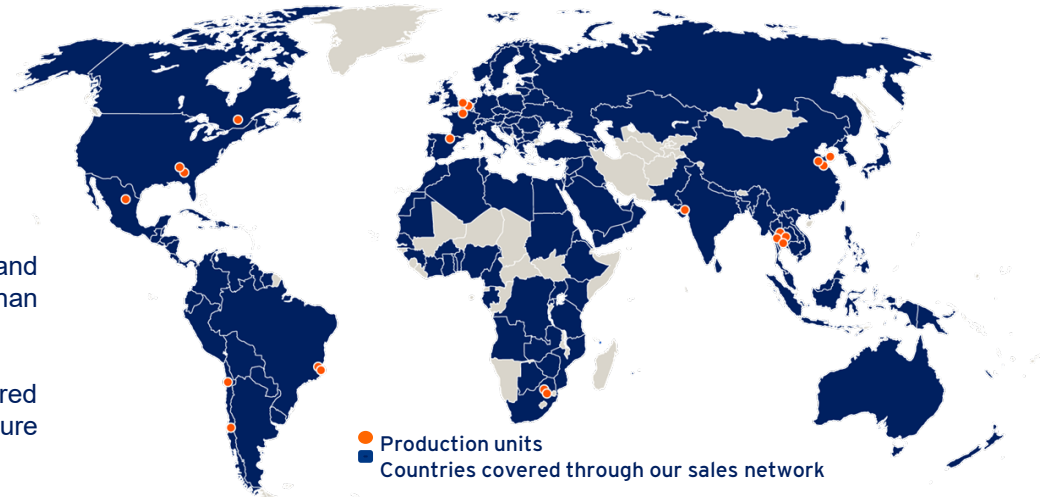 and
han
red
ure
Production units
Countries covered through our sales network